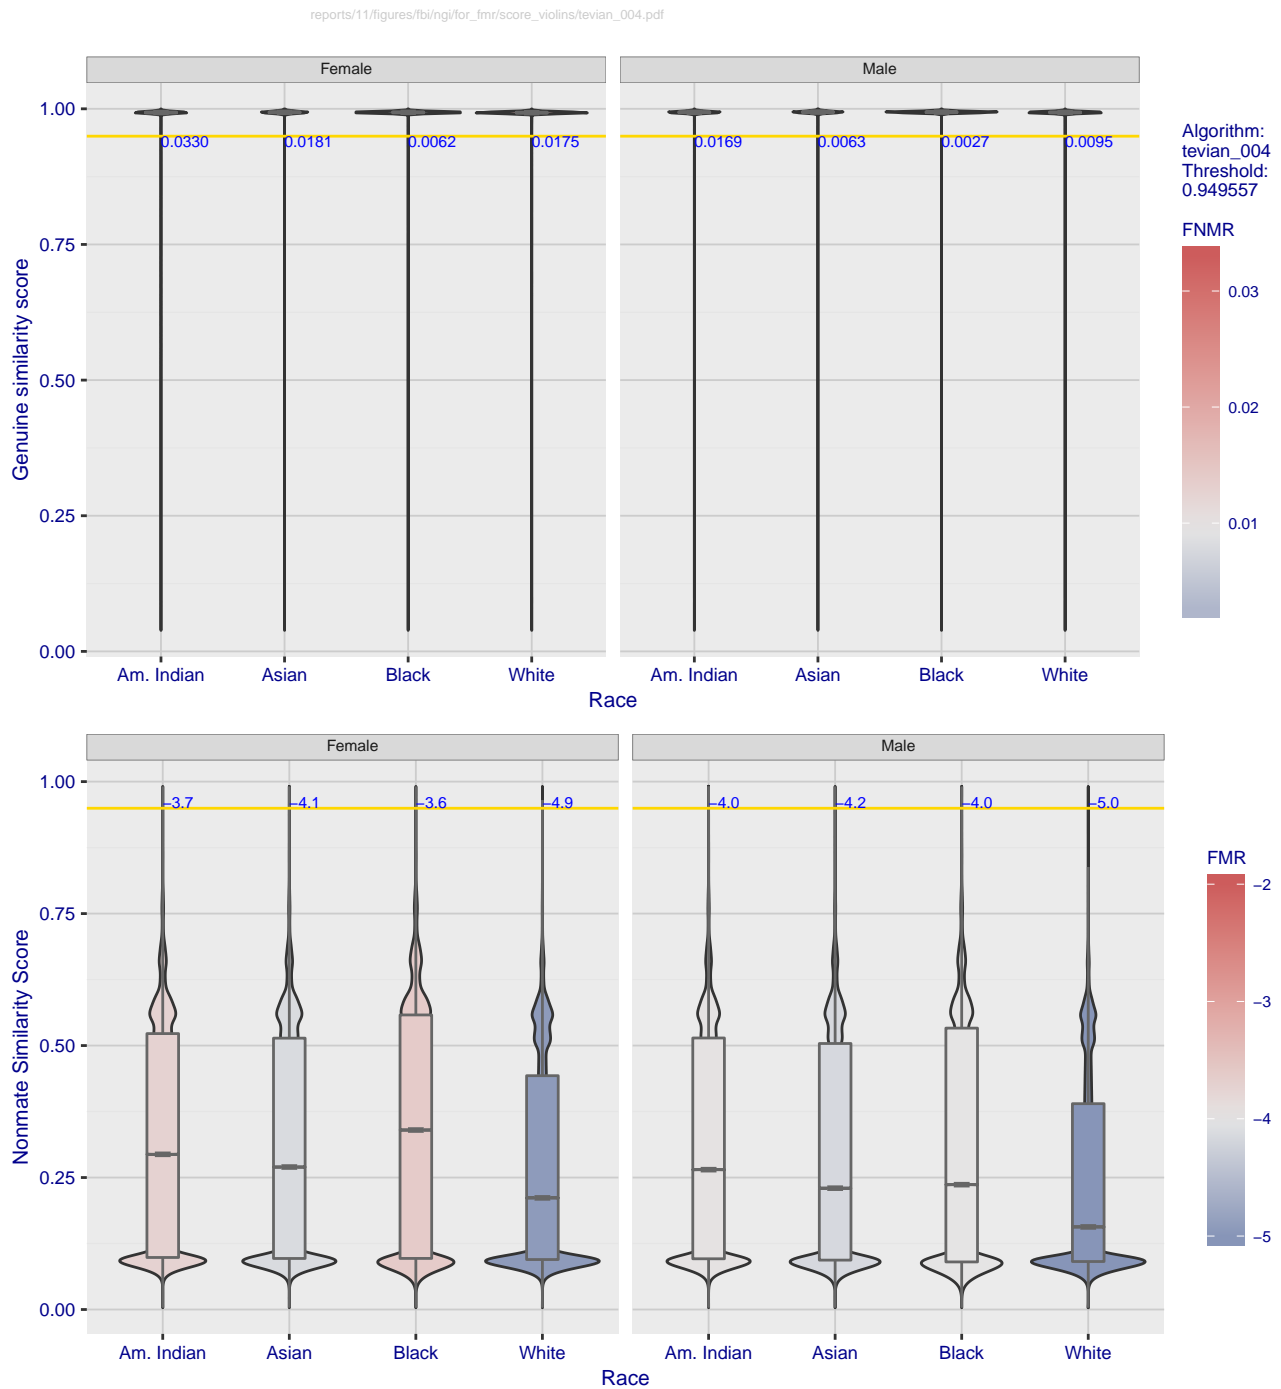 reports/11/figures/fbi/ngi/for_fmr/score_violins/tevian_004.pdf
Female
Male
Genuine similarity score
1.00
0.75
0.50
0.25
0.00
0.0330
0.0181
0.0062
0.0175
0.0169
0.0063
0.0027
0.0095
Am. Indian
Asian
Black
White
Am. Indian
Asian
Black
White
Race
Algorithm:
tevian_004
Threshold:
0.949557
FNMR
0.03
0.02
0.01
Female
Male
Nonmate Similarity Score
1.00
0.75
0.50
0.25
0.00
−3.7
−4.1
−3.6
−4.9
−4.0
−4.2
−4.0
−5.0
Am. Indian
Asian
Black
White
Am. Indian
Asian
Black
White
Race
FMR
−2
−3
−4
−5